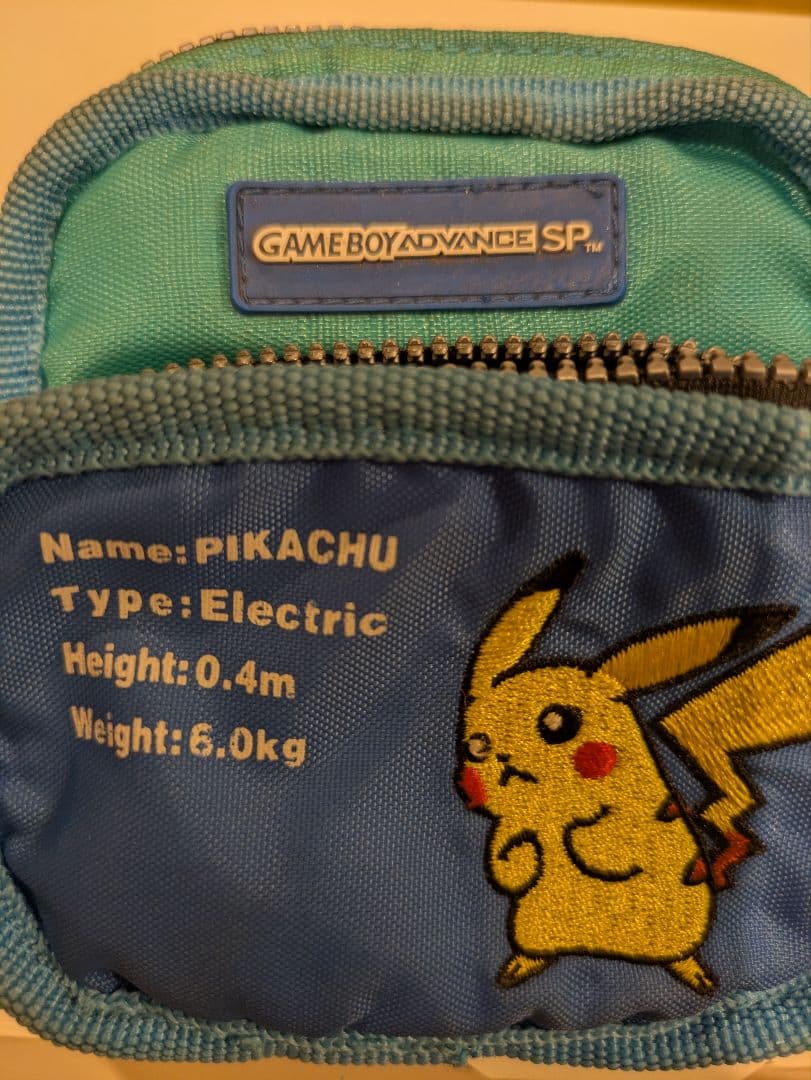 GAMEBOY ADVANCE SP™
Name:PIKACHU
Type:Electric
Height:0.4m
Weight:6.0kg